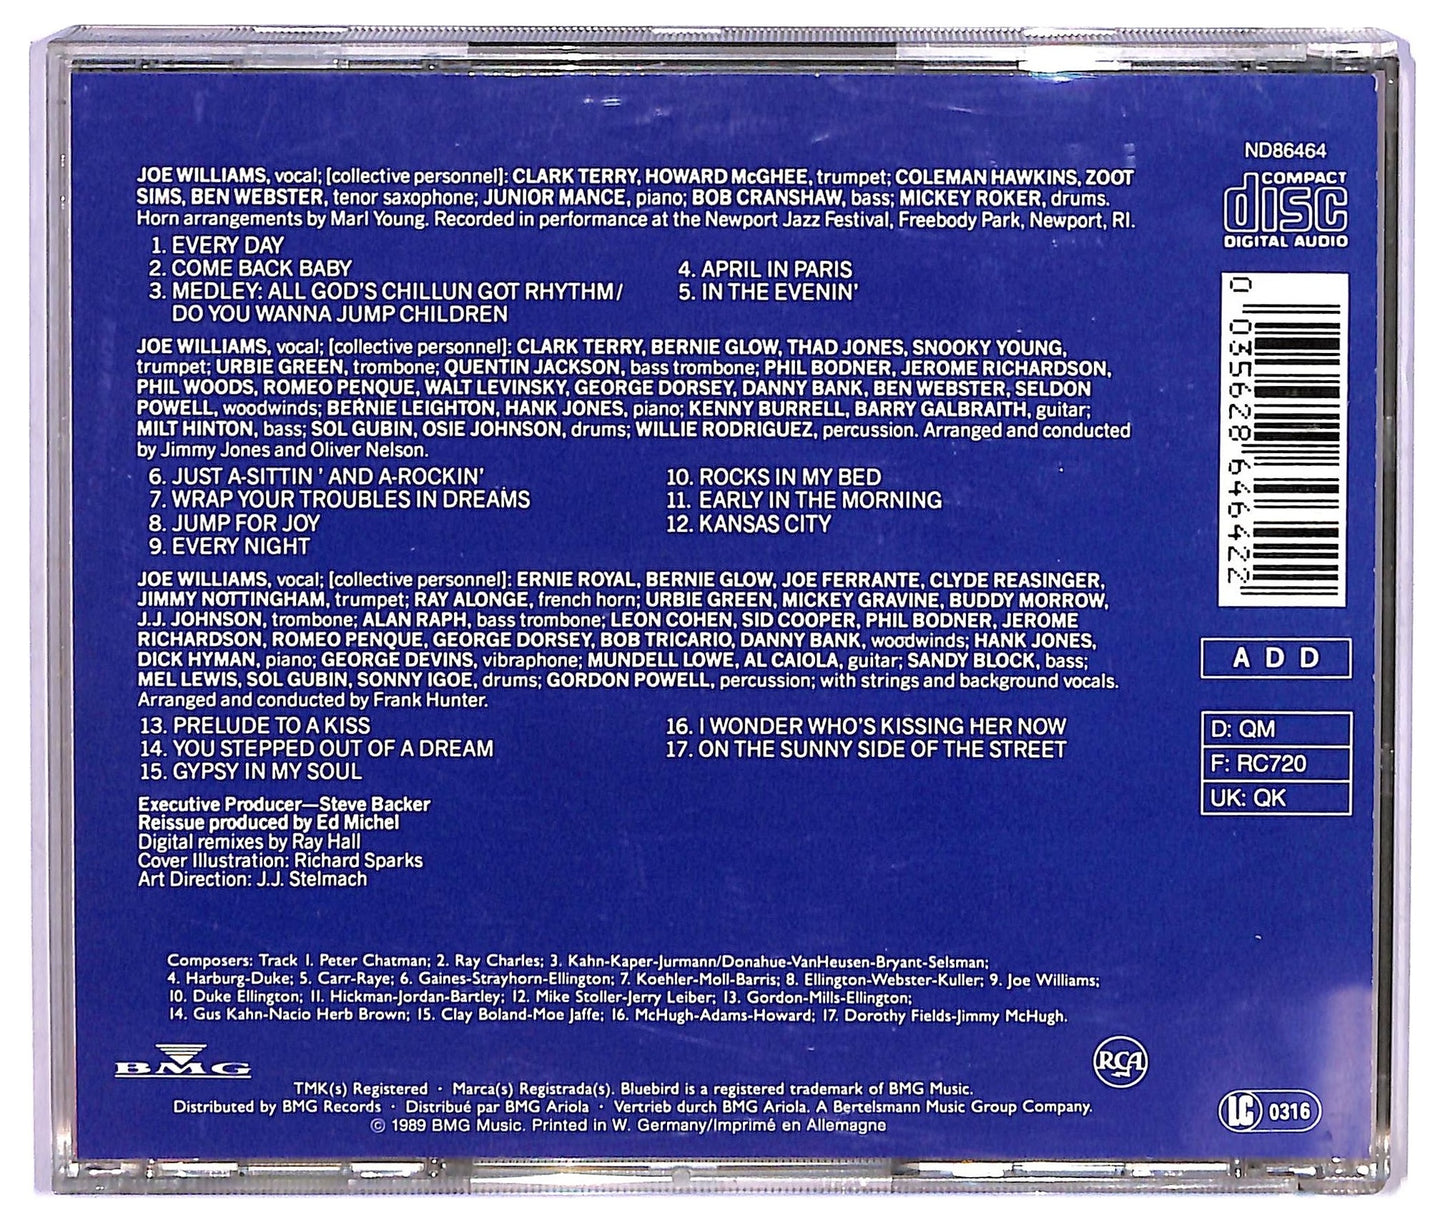 JOE WILLIAMS, vocal; [collective personnel]: CLARK TERRY, HOWARD McGHEE, trumpet; COLEMAN HAWKINS, ZOOT
SIMS, BEN WEBSTER, tenor saxophone; JUNIOR MANCE, piano; BOB CRANSHAW, bass; MICKEY ROKER, drums.
Horn arrangements by Marl Young. Recorded in performance at the Newport Jazz Festival, Freebody Park, Newport, RI.
1. EVERY DAY
2. COME BACK BABY
3. MEDLEY: ALL GOD'S CHILLUN GOT RHYTHM/
DO YOU WANNA JUMP CHILDREN
4. APRIL IN PARIS
5. IN THE EVENIN'
JOE WILLIAMS, vocal; [collective personnel]: CLARK TERRY, BERNIE GLOW, THAD JONES, SNOOKY YOUNG,
trumpet; URBIE GREEN, trombone; QUENTIN JACKSON, bass trombone; PHIL BODNER, JEROME RICHARDSON,
PHIL WOODS, ROMEO PENQUE, WALT LEVINSKY, GEORGE DORSEY, DANNY BANK, BEN WEBSTER, SELDON
POWELL, woodwinds; BERNIE LEIGHTON, HANK JONES, piano; KENNY BURRELL, BARRY GALBRAITH, guitar;
MILT HINTON, bass; SOL GUBIN, OSIE JOHNSON, drums; WILLIE RODRIGUEZ, percussion. Arranged and conducted
by Jimmy Jones and Oliver Nelson.
6. JUST A-SITTIN' AND A-ROCKIN'
7. WRAP YOUR TROUBLES IN DREAMS
8. JUMP FOR JOY
9. EVERY NIGHT
10. ROCKS IN MY BED
11. EARLY IN THE MORNING
12. KANSAS CITY
JOE WILLIAMS, vocal; [collective personnel]: ERNIE ROYAL, BERNIE GLOW, JOE FERRANTE, CLYDE REASINGER,
JIMMY NOTTINGHAM, trumpet; RAY ALONGE, french horn; URBIE GREEN, MICKEY GRAVINE, BUDDY MORROW,
J.J. JOHNSON, trombone; ALAN RAPH, bass trombone; LEON COHEN, SID COOPER, PHIL BODNER, JEROME
RICHARDSON, ROMEO PENQUE, GEORGE DORSEY, BOB TRICARIO, DANNY BANK, woodwinds; HANK JONES,
DICK HYMAN, piano; GEORGE DEVINS, vibraphone; MUNDELL LOWE, AL CAIOLA, guitar; SANDY BLOCK, bass;
MEL LEWIS, SOL GUBIN, SONNY IGOE, drums; GORDON POWELL, percussion; with strings and background vocals.
Arranged and conducted by Frank Hunter.
13. PRELUDE TO A KISS
14. YOU STEPPED OUT OF A DREAM
15. GYPSY IN MY SOUL
16. I WONDER WHO'S KISSING HER NOW
17. ON THE SUNNY SIDE OF THE STREET
Executive Producer—Steve Backer
Reissue produced by Ed Michel
Digital remixes by Ray Hall
Cover Illustration: Richard Sparks
Art Direction: J.J. Stelmach
Composers: Track 1. Peter Chatman; 2. Ray Charles; 3. Kahn-Kaper-Jurmann/Donahue-VanHeusen-Bryant-Selsman;
4. Harburg-Duke; 5. Carr-Raye; 6. Gaines-Strayhorn-Ellington; 7. Koehler-Moll-Barris; 8. Ellington-Webster-Kuller; 9. Joe Williams;
10. Duke Ellington; 11. Hickman-Jordan-Bartley; 12. Mike Stoller-Jerry Leiber; 13. Gordon-Mills-Ellington;
14. Gus Kahn-Nacio Herb Brown; 15. Clay Boland-Moe Jaffe; 16. McHugh-Adams-Howard; 17. Dorothy Fields-Jimmy McHugh.
BMG
TMK(s) Registered · Marca(s) Registrada(s). Bluebird is a registered trademark of BMG Music.
Distributed by BMG Records · Distribué par BMG Ariola · Vertrieb durch BMG Ariola. A Bertelsmann Music Group Company.
© 1989 BMG Music. Printed in W. Germany/Imprimé en Allemagne
ND86464
COMPACT
disc
DIGITAL AUDIO
0 035628 646422
ADD
D: QM
F: RC720
UK: QK
RCA
LC 0316